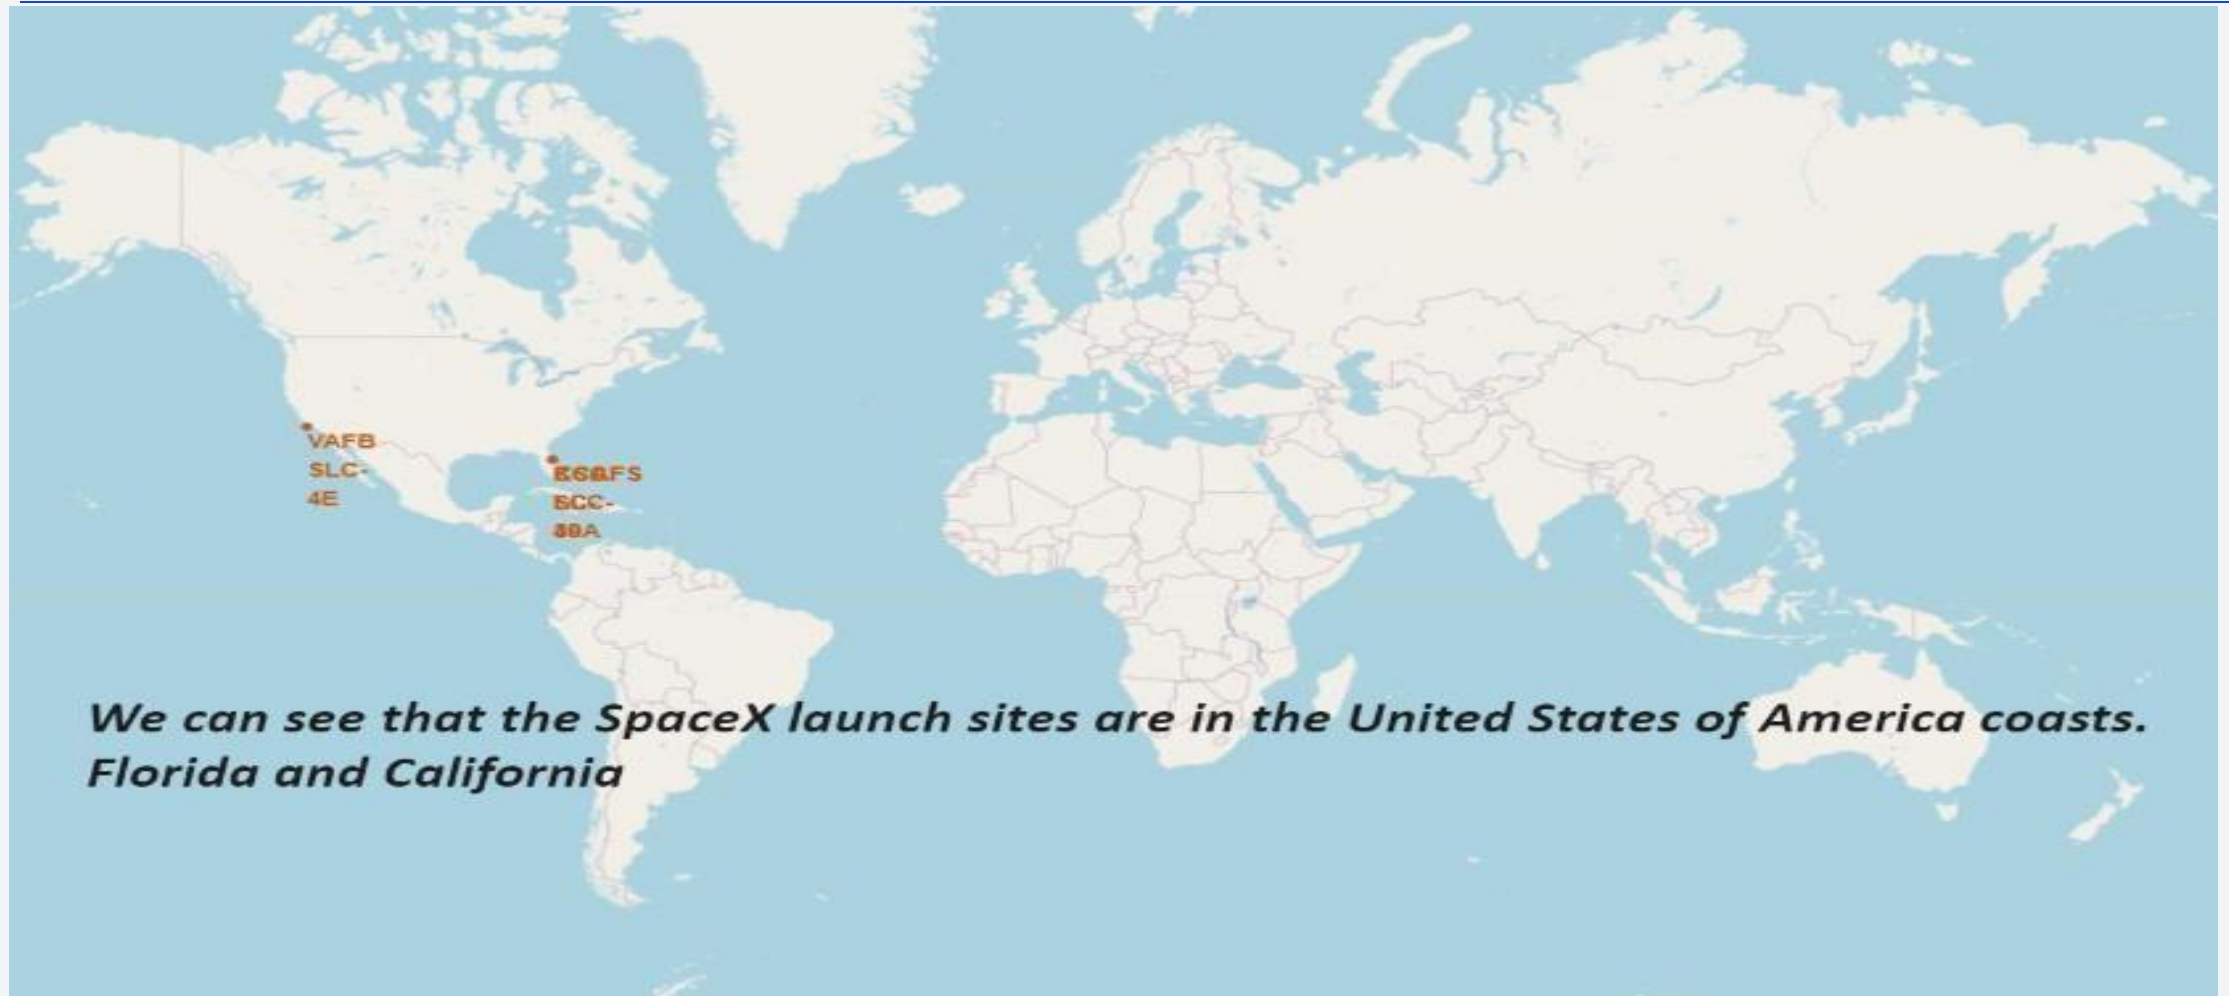 VAFB
SLC-
4E
We can see that the SpaceX launch sites are in the United States of America coasts.
Florida and California